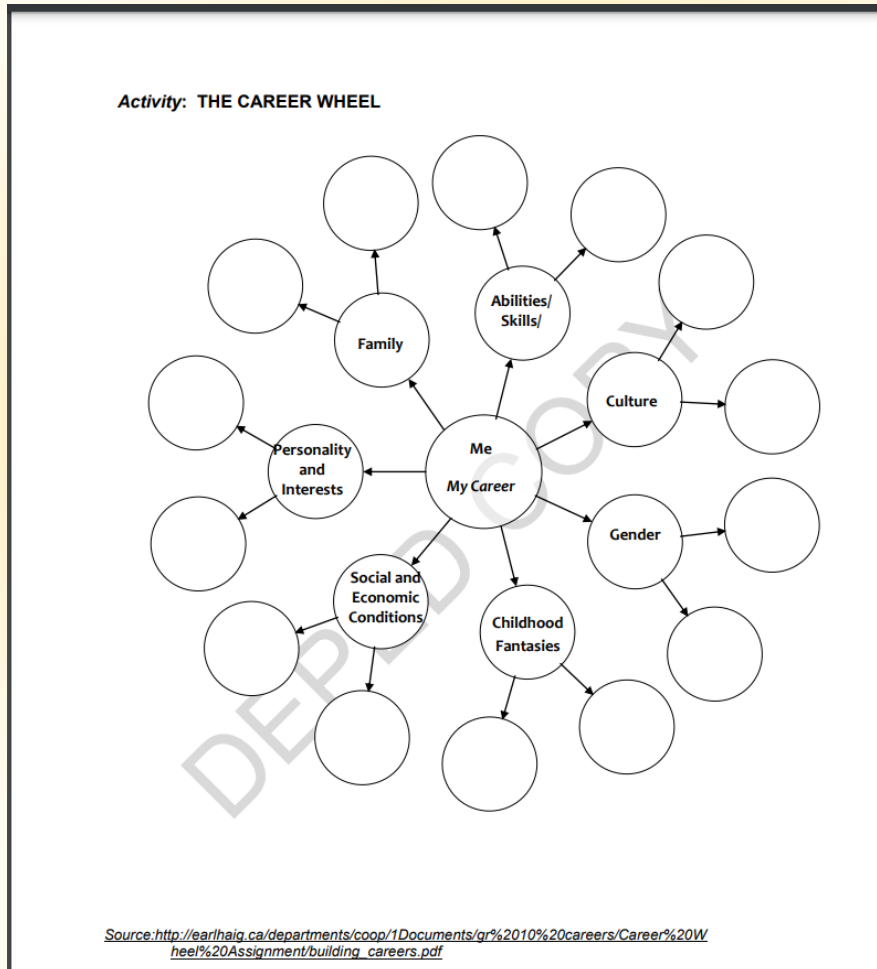 Activity: THE CAREER WHEEL
Abilities/
Skills/
Family
Culture
Me
My Career
Personality
and
Interests
Gender
Social and
Economic
Conditions
Childhood
Fantasies
DEPED COPY
Source:http://earlhaig.ca/departments/coop/1Documents/gr%2010%20careers/Career%20W
heel%20Assignment/building_careers.pdf